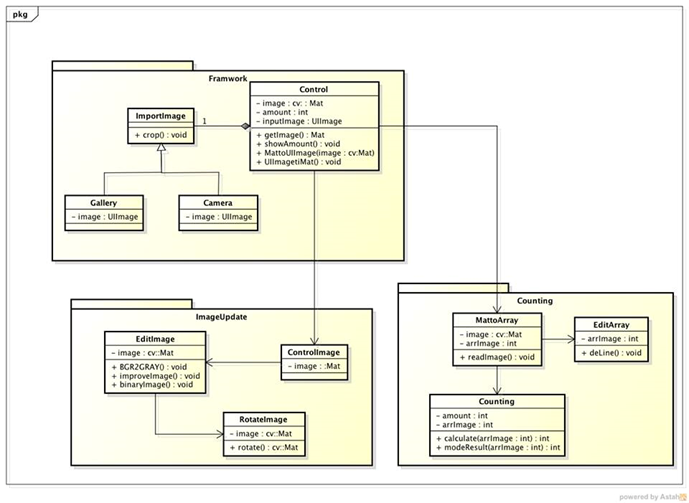 pkg
Framwork
Control
- image : cv: : Mat
- amount : int
- inputImage : UIImage
+ getImage() : Mat
+ showAmount() : void
+ MattoUIImage(image : cv:Mat)
+ UIImagetiMat() : void
ImportImage
+ crop() : void
1
Gallery
- image : UIImage
Camera
- image : UIImage
ImageUpdate
EditImage
- image : cv::Mat
+ BGR2GRAY() : void
+ improveImage() : void
+ binaryImage() : void
ControlImage
- image : :Mat
RotateImage
- image : cv::Mat
+ rotate() : cv::Mat
Counting
MattoArray
- image : cv::Mat
- arrImage : int
+ readImage() : void
EditArray
- arrImage : int
+ deLine() : void
Counting
- amount : int
- arrImage : int
+ calculate(arrImage : int) : int
+ modeResult(arrImage : int) : int
powered by Astah